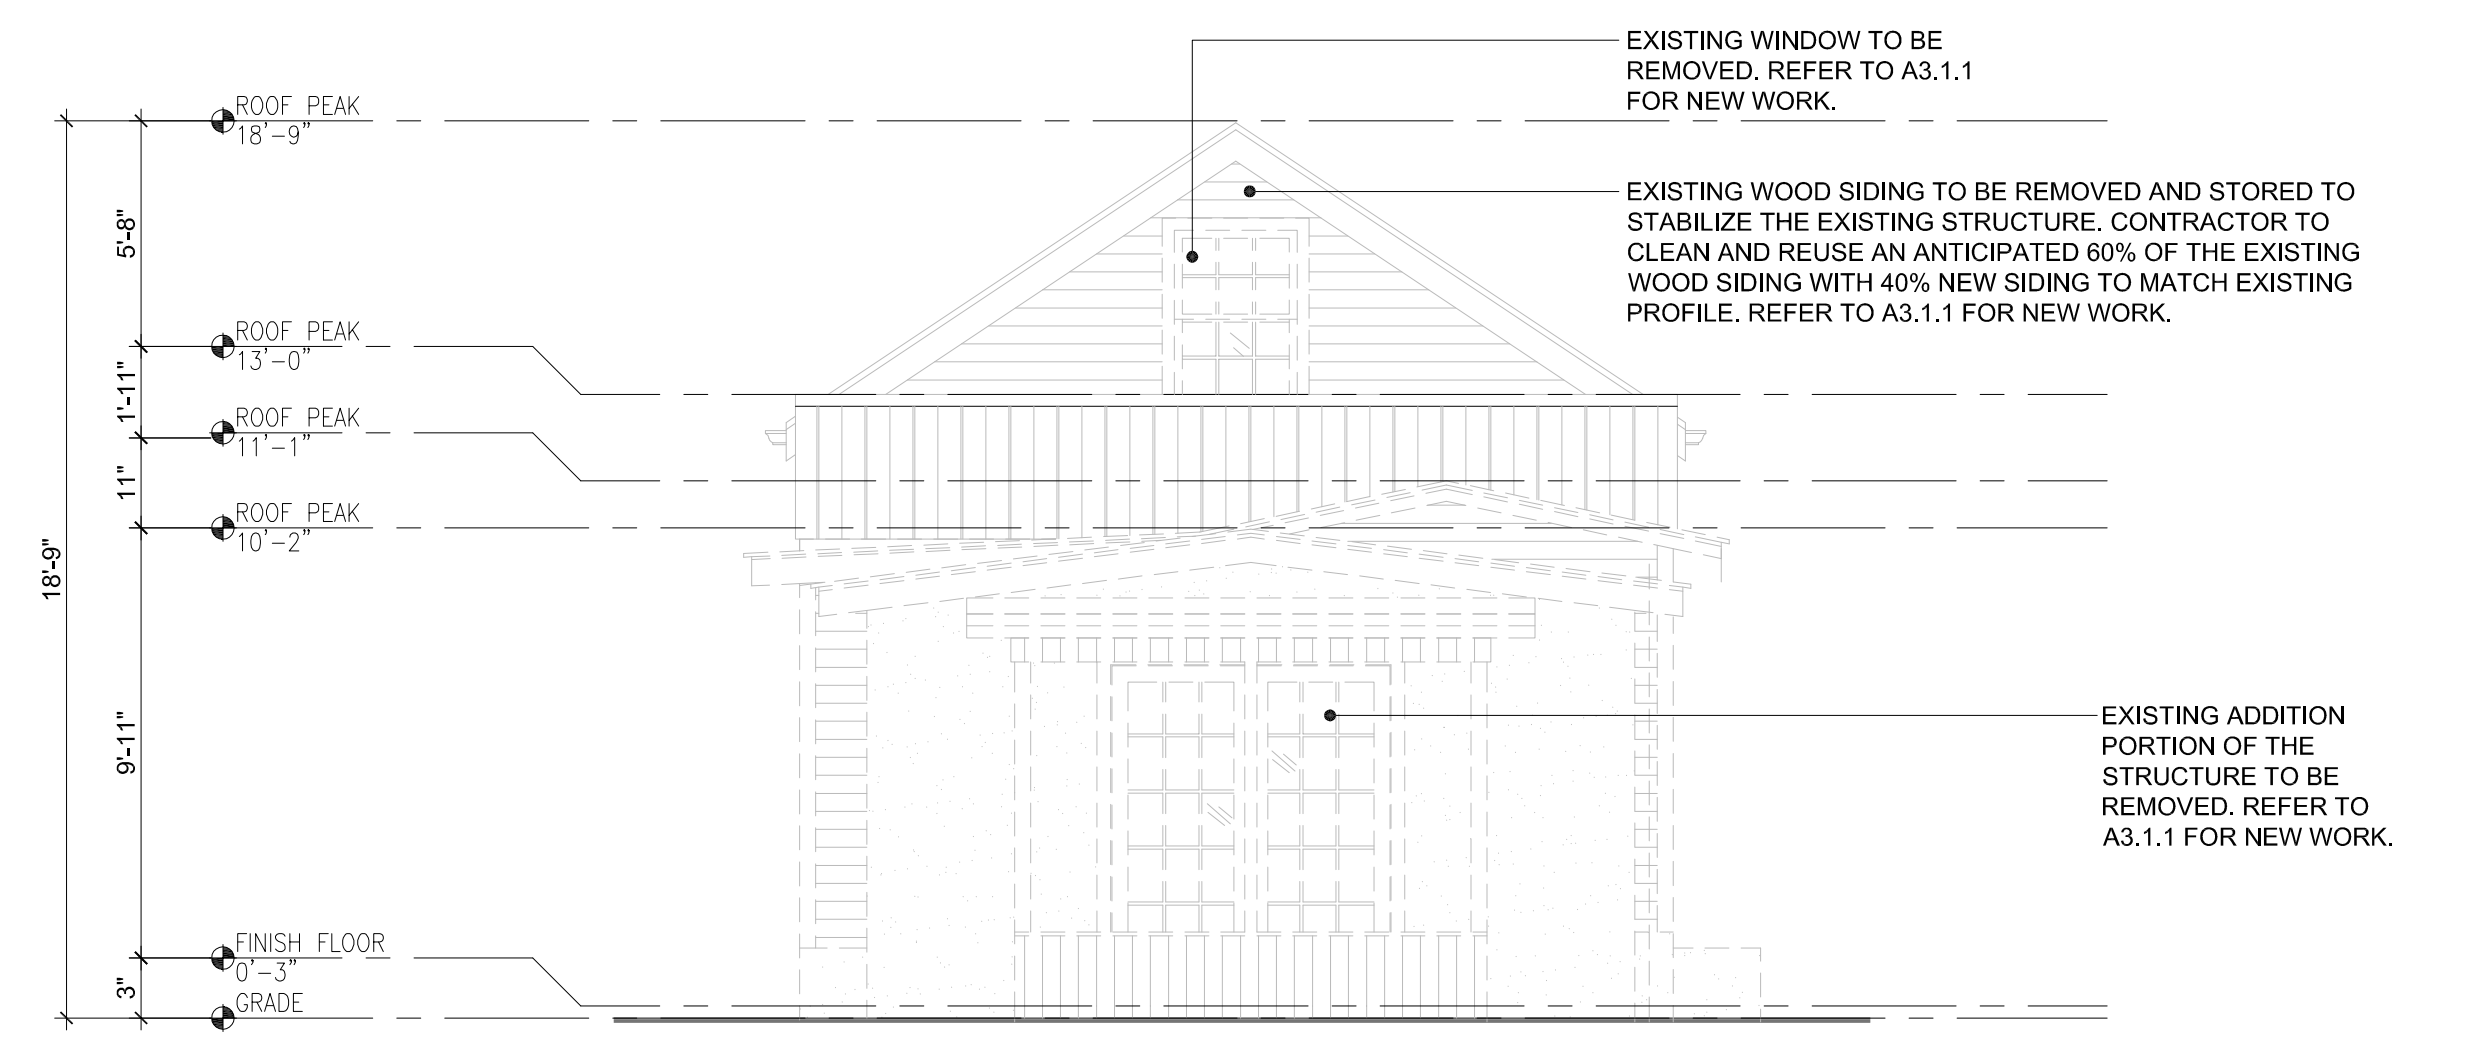 EXISTING WINDOW TO BE
REMOVED. REFER TO A3.1.1
FOR NEW WORK.
ROOF PEAK
18'-9"
EXISTING WOOD SIDING TO BE REMOVED AND STORED TO
STABILIZE THE EXISTING STRUCTURE. CONTRACTOR TO
CLEAN AND REUSE AN ANTICIPATED 60% OF THE EXISTING
WOOD SIDING WITH 40% NEW SIDING TO MATCH EXISTING
PROFILE. REFER TO A3.1.1 FOR NEW WORK.
5'-8"
ROOF PEAK
13'-0"
1'-11"
ROOF PEAK
11'-1"
11"
ROOF PEAK
10'-2"
18'-9"
9'-11"
EXISTING ADDITION
PORTION OF THE
STRUCTURE TO BE
REMOVED. REFER TO
A3.1.1 FOR NEW WORK.
FINISH FLOOR
0'-3"
3"
GRADE